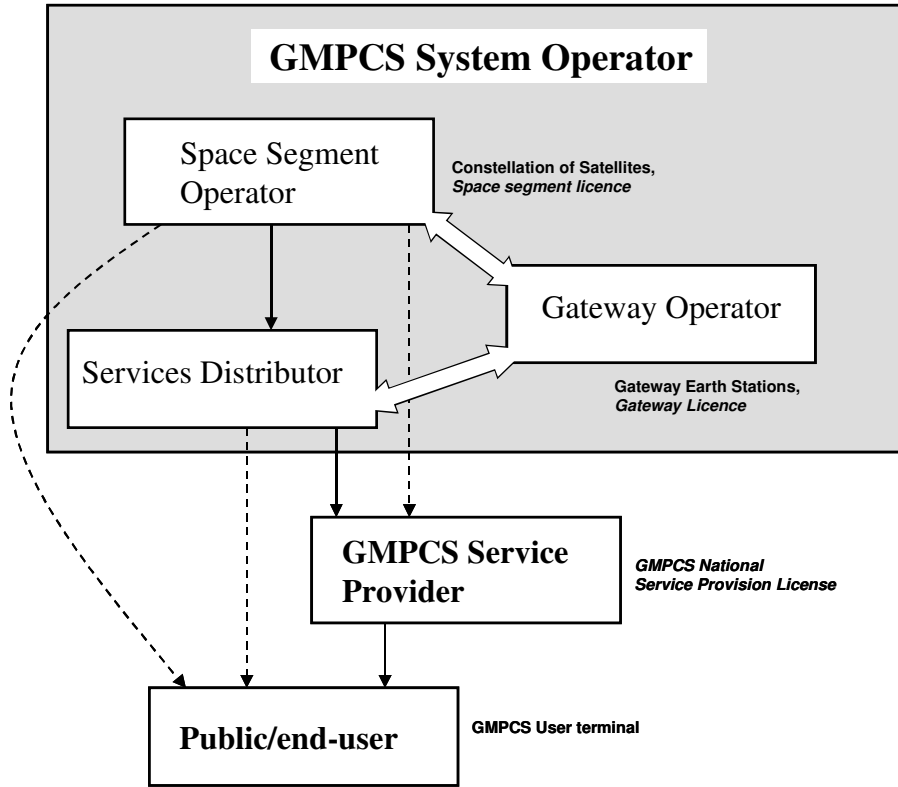 GMPCS System Operator
Space Segment
Operator
Constellation of Satellites,
Space segment licence
Gateway Operator
Services Distributor
Gateway Earth Stations,
Gateway Licence
GMPCS Service
Provider
GMPCS National
Service Provision License
Public/end-user
GMPCS User terminal